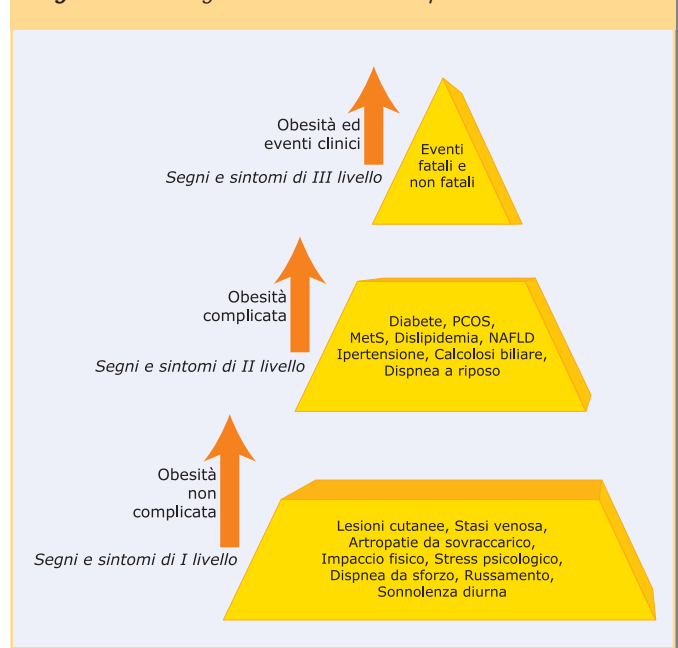 Obesità ed
eventi clinici
Segni e sintomi di III livello
Eventi
fatali e
non fatali
Obesità
complicata
Segni e sintomi di II livello
Diabete, PCOS,
MetS, Dislipidemia, NAFLD
Ipertensione, Calcolosi biliare,
Dispnea a riposo
Obesità
non
complicata
Segni e sintomi di I livello
Lesioni cutanee, Stasi venosa,
Artropatie da sovraccarico,
Impaccio fisico, Stress psicologico,
Dispnea da sforzo, Russamento,
Sonnolenza diurna